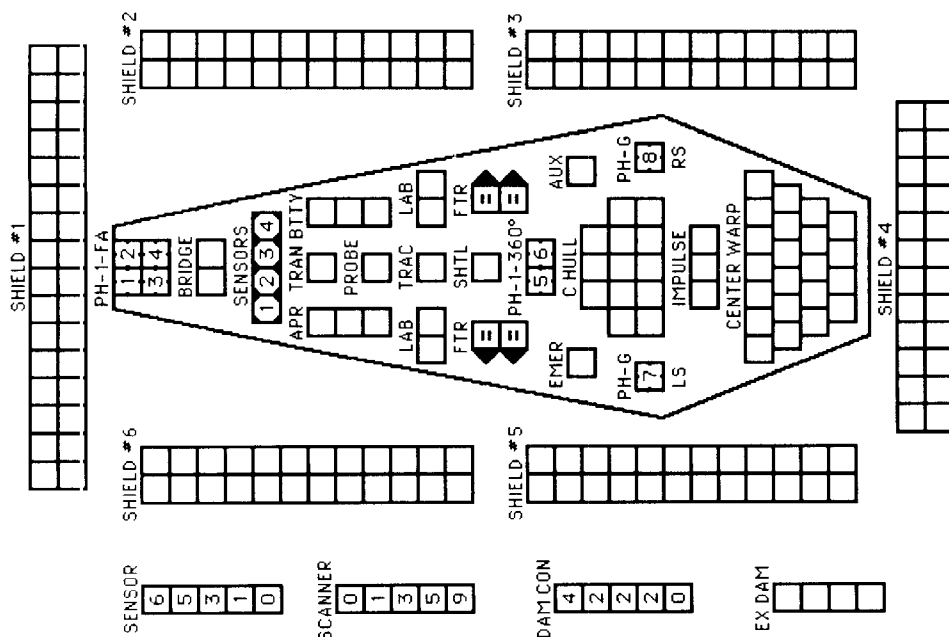 SHIELD #1
SHIELD #2
SHIELD #6
SHIELD #3
SHIELD #5
SHIELD #4
PH-1-FA
1 2
3 4
BRIDGE
SENSORS
1 2 3 4
APR TRAN BTTY
PROBE
LAB TRAC LAB
FTR SHTL FTR
= =
= =
PH-1-360°
5 6
EMER C HULL AUX
PH-G PH-G
7 8
LS RS
IMPULSE
CENTER WARP
SENSOR
6 5 3 1 0
SCANNER
0 1 3 5 9
DAM CON
4 2 2 2 0
EX DAM